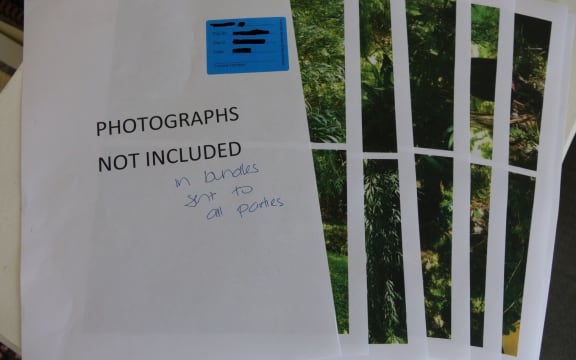 PHOTOGRAPHS
NOT INCLUDED
in bundles
sent to
all parties